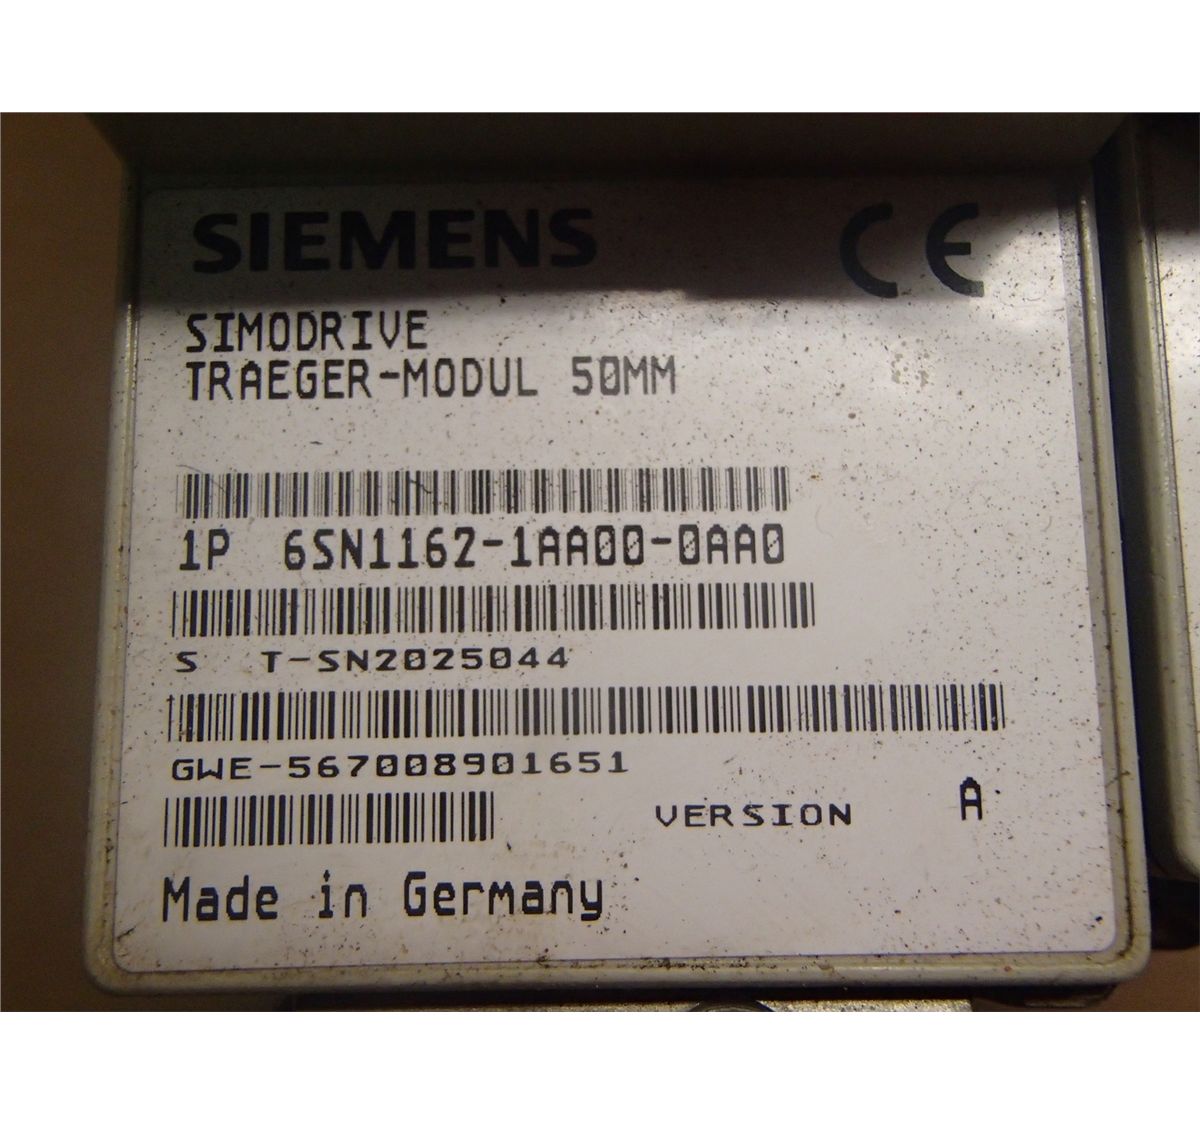 SIEMENS CE
SIMODRIVE
TRAEGER-MODUL 50MM
1P 6SN1162-1AA00-0AA0
S T-SN2025044
GWE-567008901651
VERSION A
Made in Germany